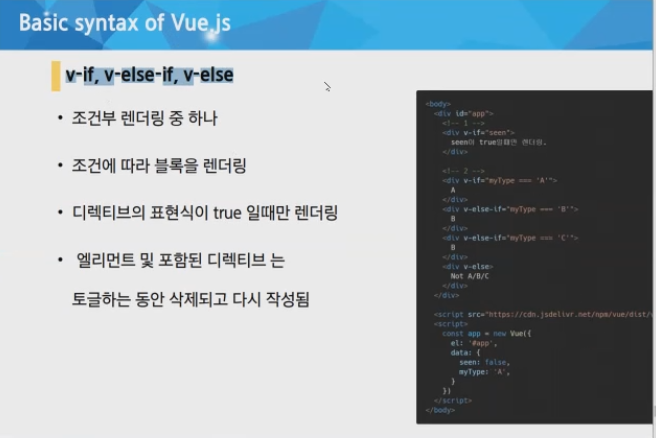 Basic syntax of Vue.js
v-if, v-else-if, v-else
• 조건부 렌더링 중 하나
• 조건에 따라 블록을 렌더링
• 디렉티브의 표현식이 true 일때만 렌더링
• 엘리먼트 및 포함된 디렉티브 는
토글하는 동안 삭제되고 다시 작성됨
<body>
<div id="app">
<!-- 1 -->
<div v-if="seen">
seen이 true일때만 렌더링.
</div>
<!-- 2 -->
<div v-if="myType === 'A'">
A
</div>
<div v-else-if="myType === 'B'">
B
</div>
<div v-else-if="myType === 'C'">
B
</div>
<div v-else>
Not A/B/C
</div>
</div>
<script src="https://cdn.jsdelivr.net/npm/vue/dist/
<script>
const app = new Vue({
el: '#app',
data: {
seen: false,
myType: 'A',
}
})
</script>
</body>